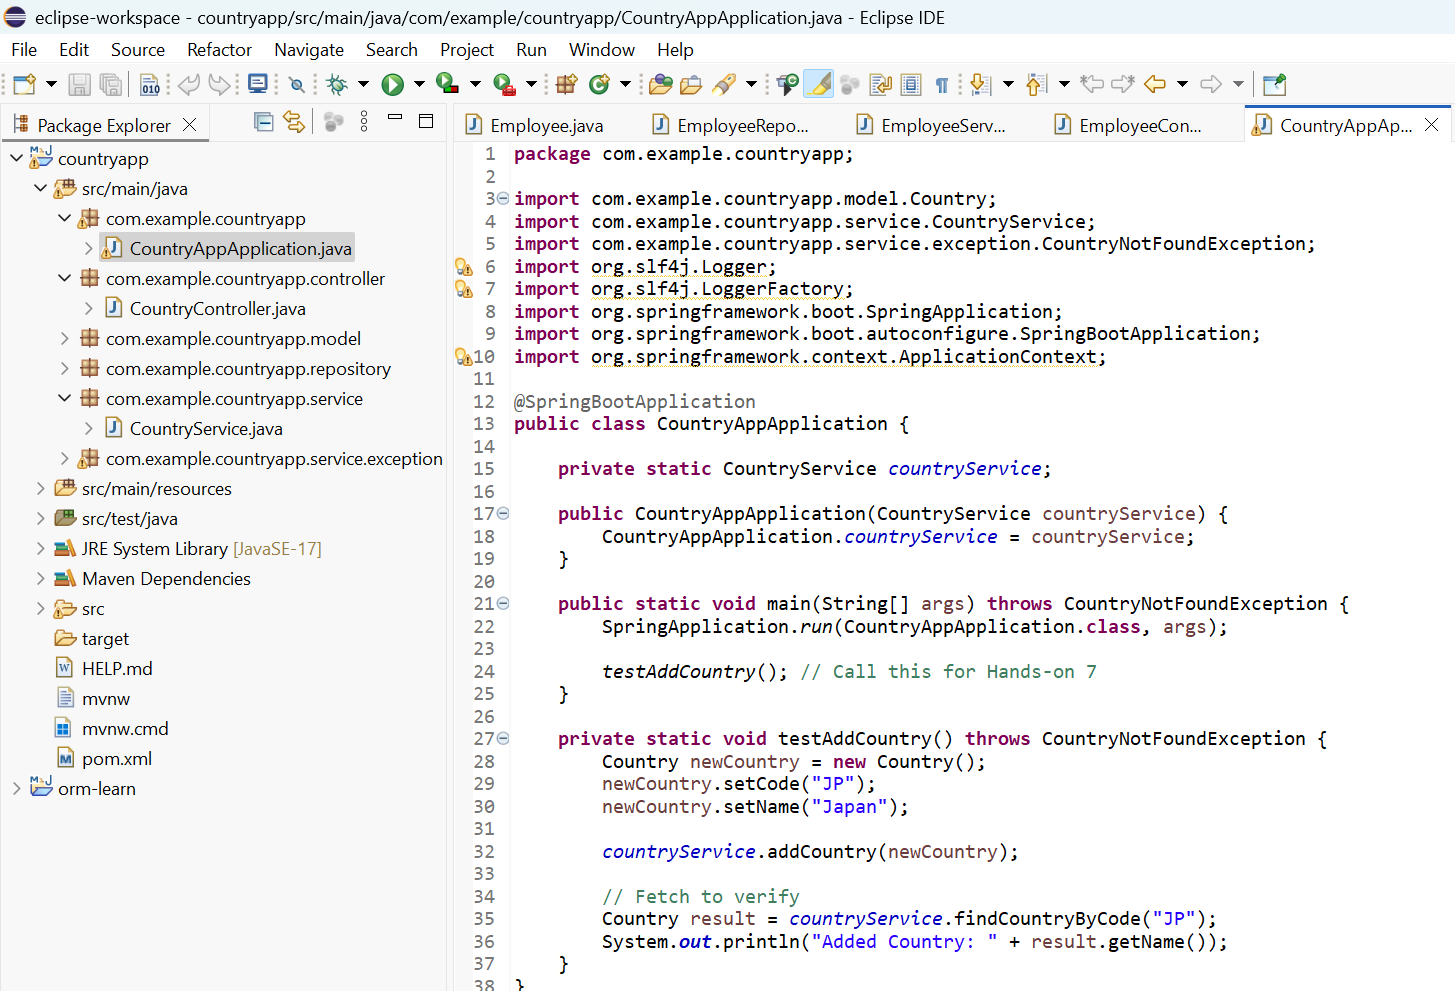 eclipse-workspace - countryapp/src/main/java/com/example/countryapp/CountryAppApplication.java - Eclipse IDE
File Edit Source Refactor Navigate Search Project Run Window Help
Package Explorer
countryapp
src/main/java
com.example.countryapp
CountryAppApplication.java
com.example.countryapp.controller
CountryController.java
com.example.countryapp.model
com.example.countryapp.repository
com.example.countryapp.service
CountryService.java
com.example.countryapp.service.exception
src/main/resources
src/test/java
JRE System Library [JavaSE-17]
Maven Dependencies
src
target
HELP.md
mvnw
mvnw.cmd
pom.xml
orm-learn
Employee.java EmployeeRepo... EmployeeServ... EmployeeCon... CountryAppAp...
1 package com.example.countryapp;
2
3 import com.example.countryapp.model.Country;
4 import com.example.countryapp.service.CountryService;
5 import com.example.countryapp.service.exception.CountryNotFoundException;
6 import org.slf4j.Logger;
7 import org.slf4j.LoggerFactory;
8 import org.springframework.boot.SpringApplication;
9 import org.springframework.boot.autoconfigure.SpringBootApplication;
10 import org.springframework.context.ApplicationContext;
11
12 @SpringBootApplication
13 public class CountryAppApplication {
14
15 private static CountryService countryService;
16
17 public CountryAppApplication(CountryService countryService) {
18 CountryAppApplication.countryService = countryService;
19 }
20
21 public static void main(String[] args) throws CountryNotFoundException {
22 SpringApplication.run(CountryAppApplication.class, args);
23
24 testAddCountry(); // Call this for Hands-on 7
25 }
26
27 private static void testAddCountry() throws CountryNotFoundException {
28 Country newCountry = new Country();
29 newCountry.setCode("JP");
30 newCountry.setName("Japan");
31
32 countryService.addCountry(newCountry);
33
34 // Fetch to verify
35 Country result = countryService.findCountryByCode("JP");
36 System.out.println("Added Country: " + result.getName());
37 }
38 }